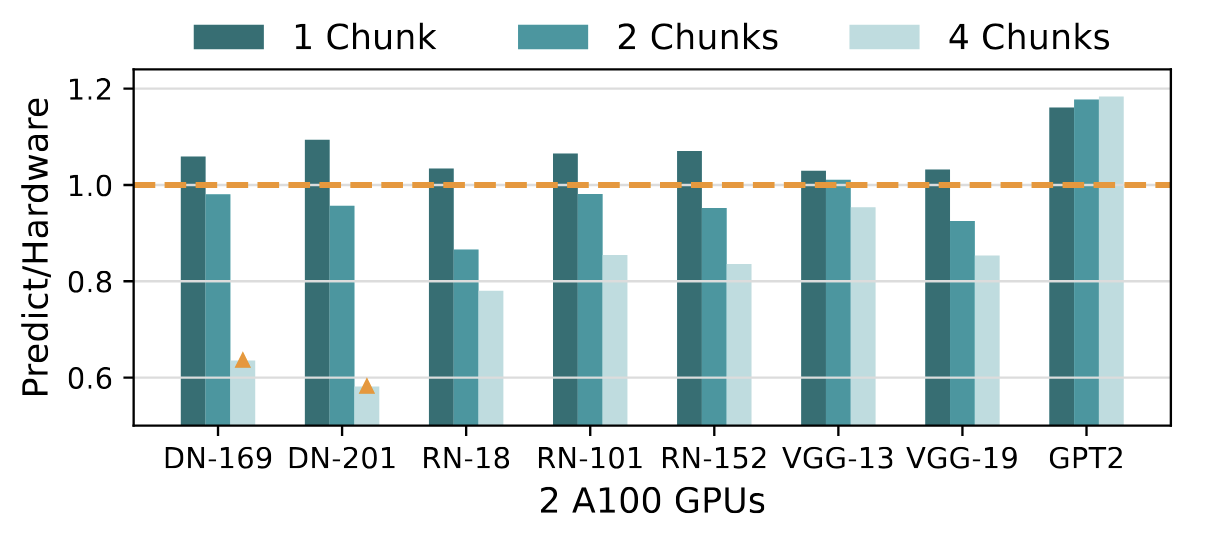 1 Chunk 2 Chunks 4 Chunks
Predict/Hardware
1.2
1.0
0.8
0.6
DN-169 DN-201 RN-18 RN-101 RN-152 VGG-13 VGG-19 GPT2
2 A100 GPUs